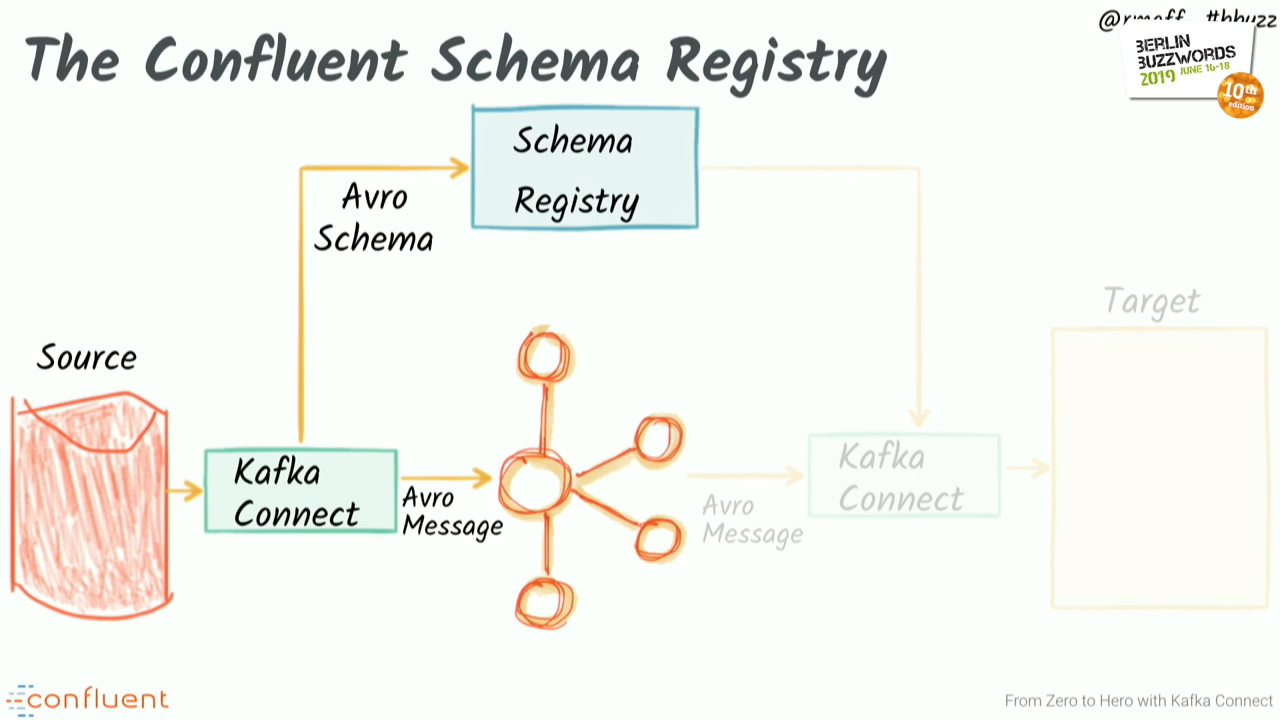 The Confluent Schema Registry
BERLIN
BUZZWORDS
2019 JUNE 16-18
10th
edition
Schema
Registry
Avro
Schema
Target
Source
Kafka
Connect
Avro
Message
Avro
Message
Kafka
Connect
confluent
From Zero to Hero with Kafka Connect